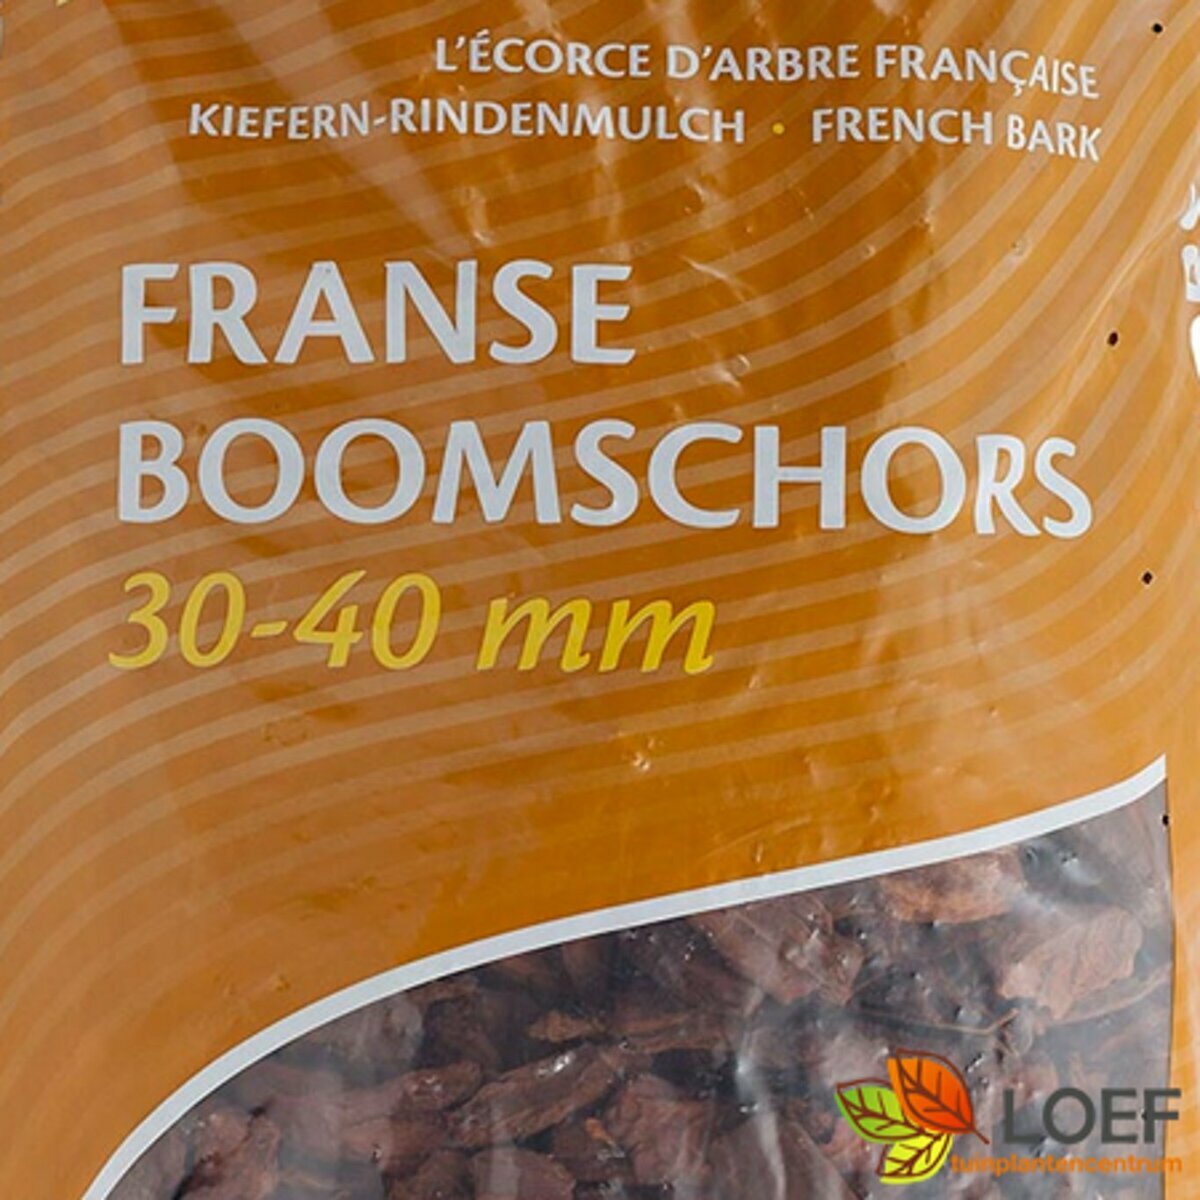 L'ÉCORCE D'ARBRE FRANÇAISE
KIEFERN-RINDENMULCH • FRENCH BARK
FRANSE
BOOMSCHORS
30-40 mm
LOEF
tuinplantencentrum